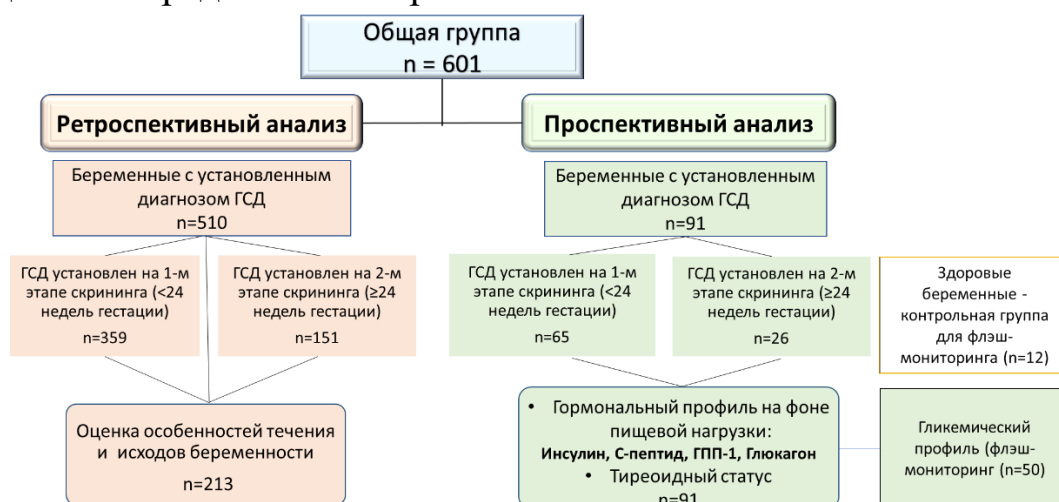 Общая группа
n = 601
Ретроспективный анализ
Проспективный анализ
Беременные с установленным
диагнозом ГСД
n=510
Беременные с установленным
диагнозом ГСД
n=91
ГСД установлен на 1-м
этапе скрининга (<24
недель гестации)
n=359
ГСД установлен на 2-м
этапе скрининга (≥24
недель гестации)
n=151
ГСД установлен на 1-м
этапе скрининга (<24
недель гестации)
n=65
ГСД установлен на 2-м
этапе скрининга (≥24
недель гестации)
n=26
Здоровые
беременные -
контрольная группа
для флэш-
мониторинга (n=12)
Оценка особенностей течения
и исходов беременности
n=213
• Гормональный профиль на фоне
пищевой нагрузки:
Инсулин, С-пептид, ГПП-1, Глюкагон
• Тиреоидный статус
n=91
Гликемический
профиль (флэш-
мониторинг (n=50)